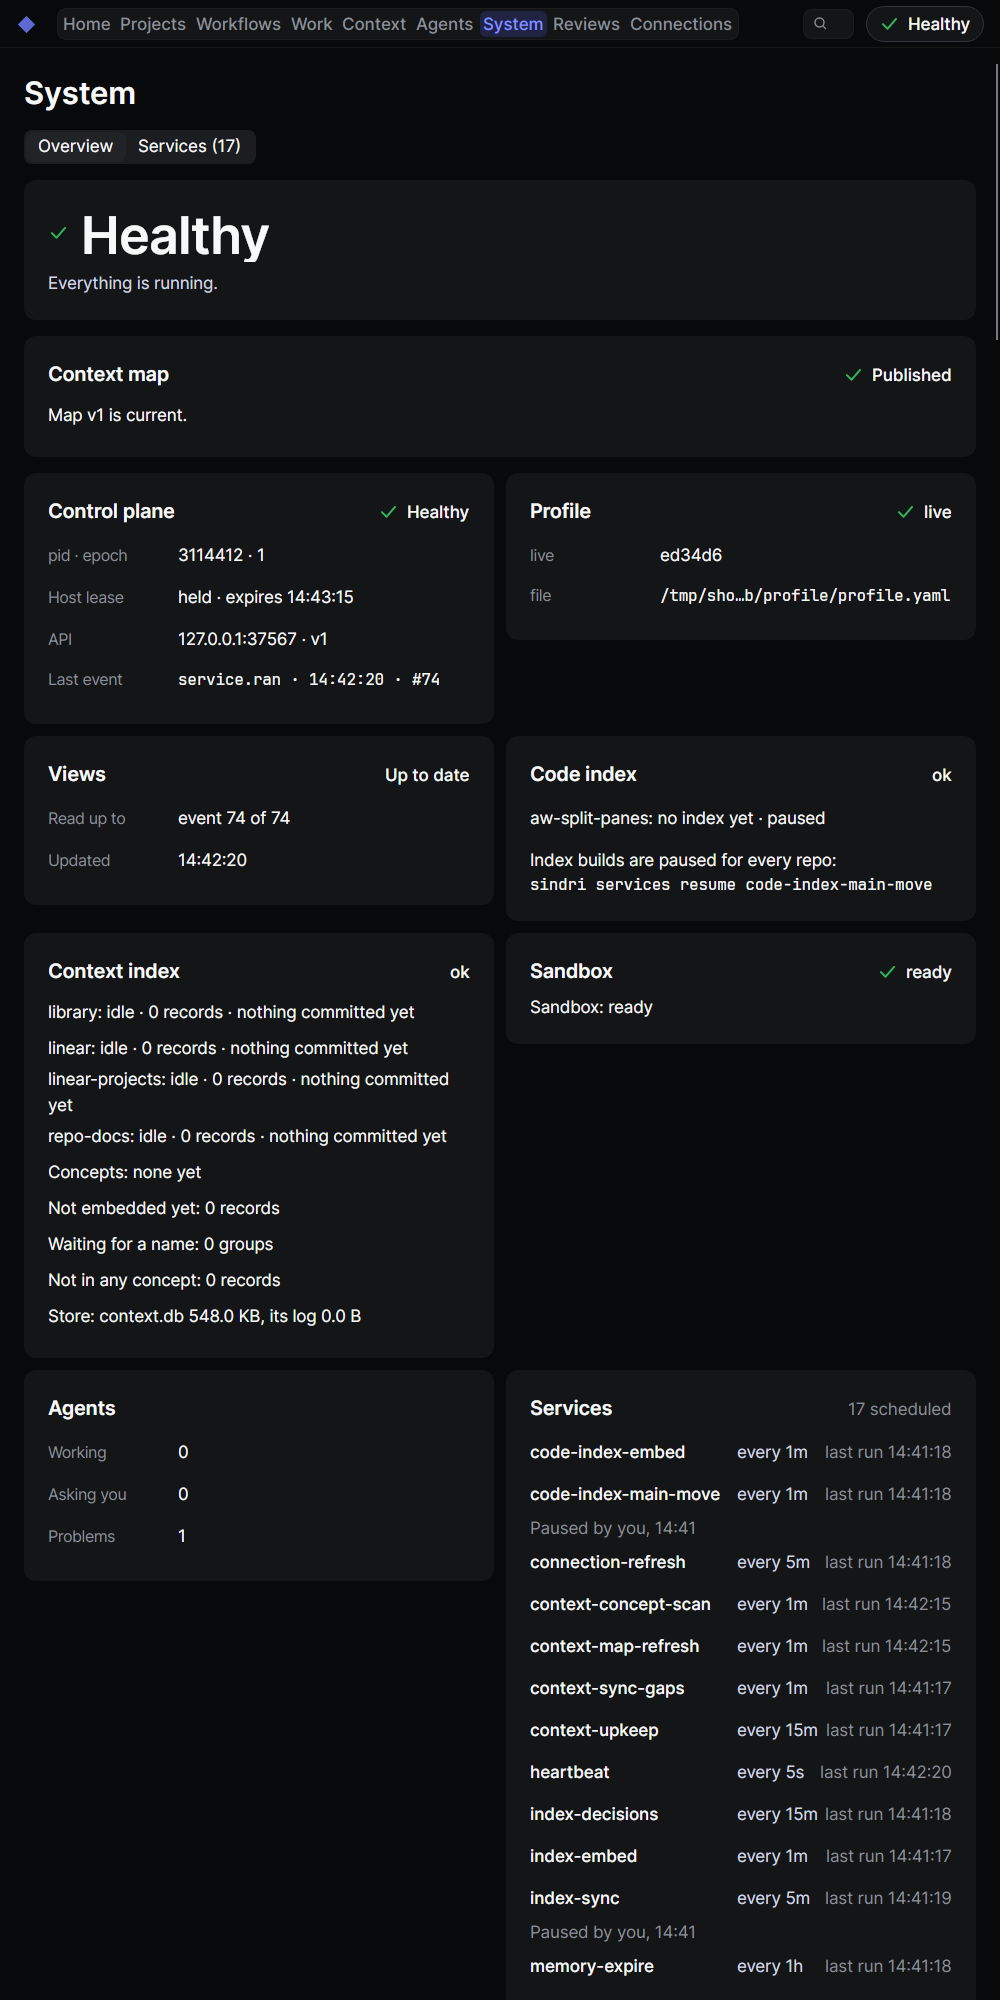 Home Projects Workflows Work Context Agents System Reviews Connections
Healthy
System
Overview Services (17)
Healthy
Everything is running.
Context map
Published
Map v1 is current.
Control plane
Healthy
pid · epoch 3114412 · 1
Host lease held · expires 14:43:15
API 127.0.0.1:37567 · v1
Last event service.ran · 14:42:20 · #74
Profile
live
live ed34d6
file /tmp/sho…b/profile/profile.yaml
Views
Up to date
Read up to event 74 of 74
Updated 14:42:20
Code index
ok
aw-split-panes: no index yet · paused
Index builds are paused for every repo:
sindri services resume code-index-main-move
Context index
ok
library: idle · 0 records · nothing committed yet
linear: idle · 0 records · nothing committed yet
linear-projects: idle · 0 records · nothing committed
yet
repo-docs: idle · 0 records · nothing committed yet
Concepts: none yet
Not embedded yet: 0 records
Waiting for a name: 0 groups
Not in any concept: 0 records
Store: context.db 548.0 KB, its log 0.0 B
Sandbox
ready
Sandbox: ready
Agents
Working 0
Asking you 0
Problems 1
Services
17 scheduled
code-index-embed every 1m last run 14:41:18
code-index-main-move every 1m last run 14:41:18
Paused by you, 14:41
connection-refresh every 5m last run 14:41:18
context-concept-scan every 1m last run 14:42:15
context-map-refresh every 1m last run 14:42:15
context-sync-gaps every 1m last run 14:41:17
context-upkeep every 15m last run 14:41:17
heartbeat every 5s last run 14:42:20
index-decisions every 15m last run 14:41:18
index-embed every 1m last run 14:41:17
index-sync every 5m last run 14:41:19
Paused by you, 14:41
memory-expire every 1h last run 14:41:18